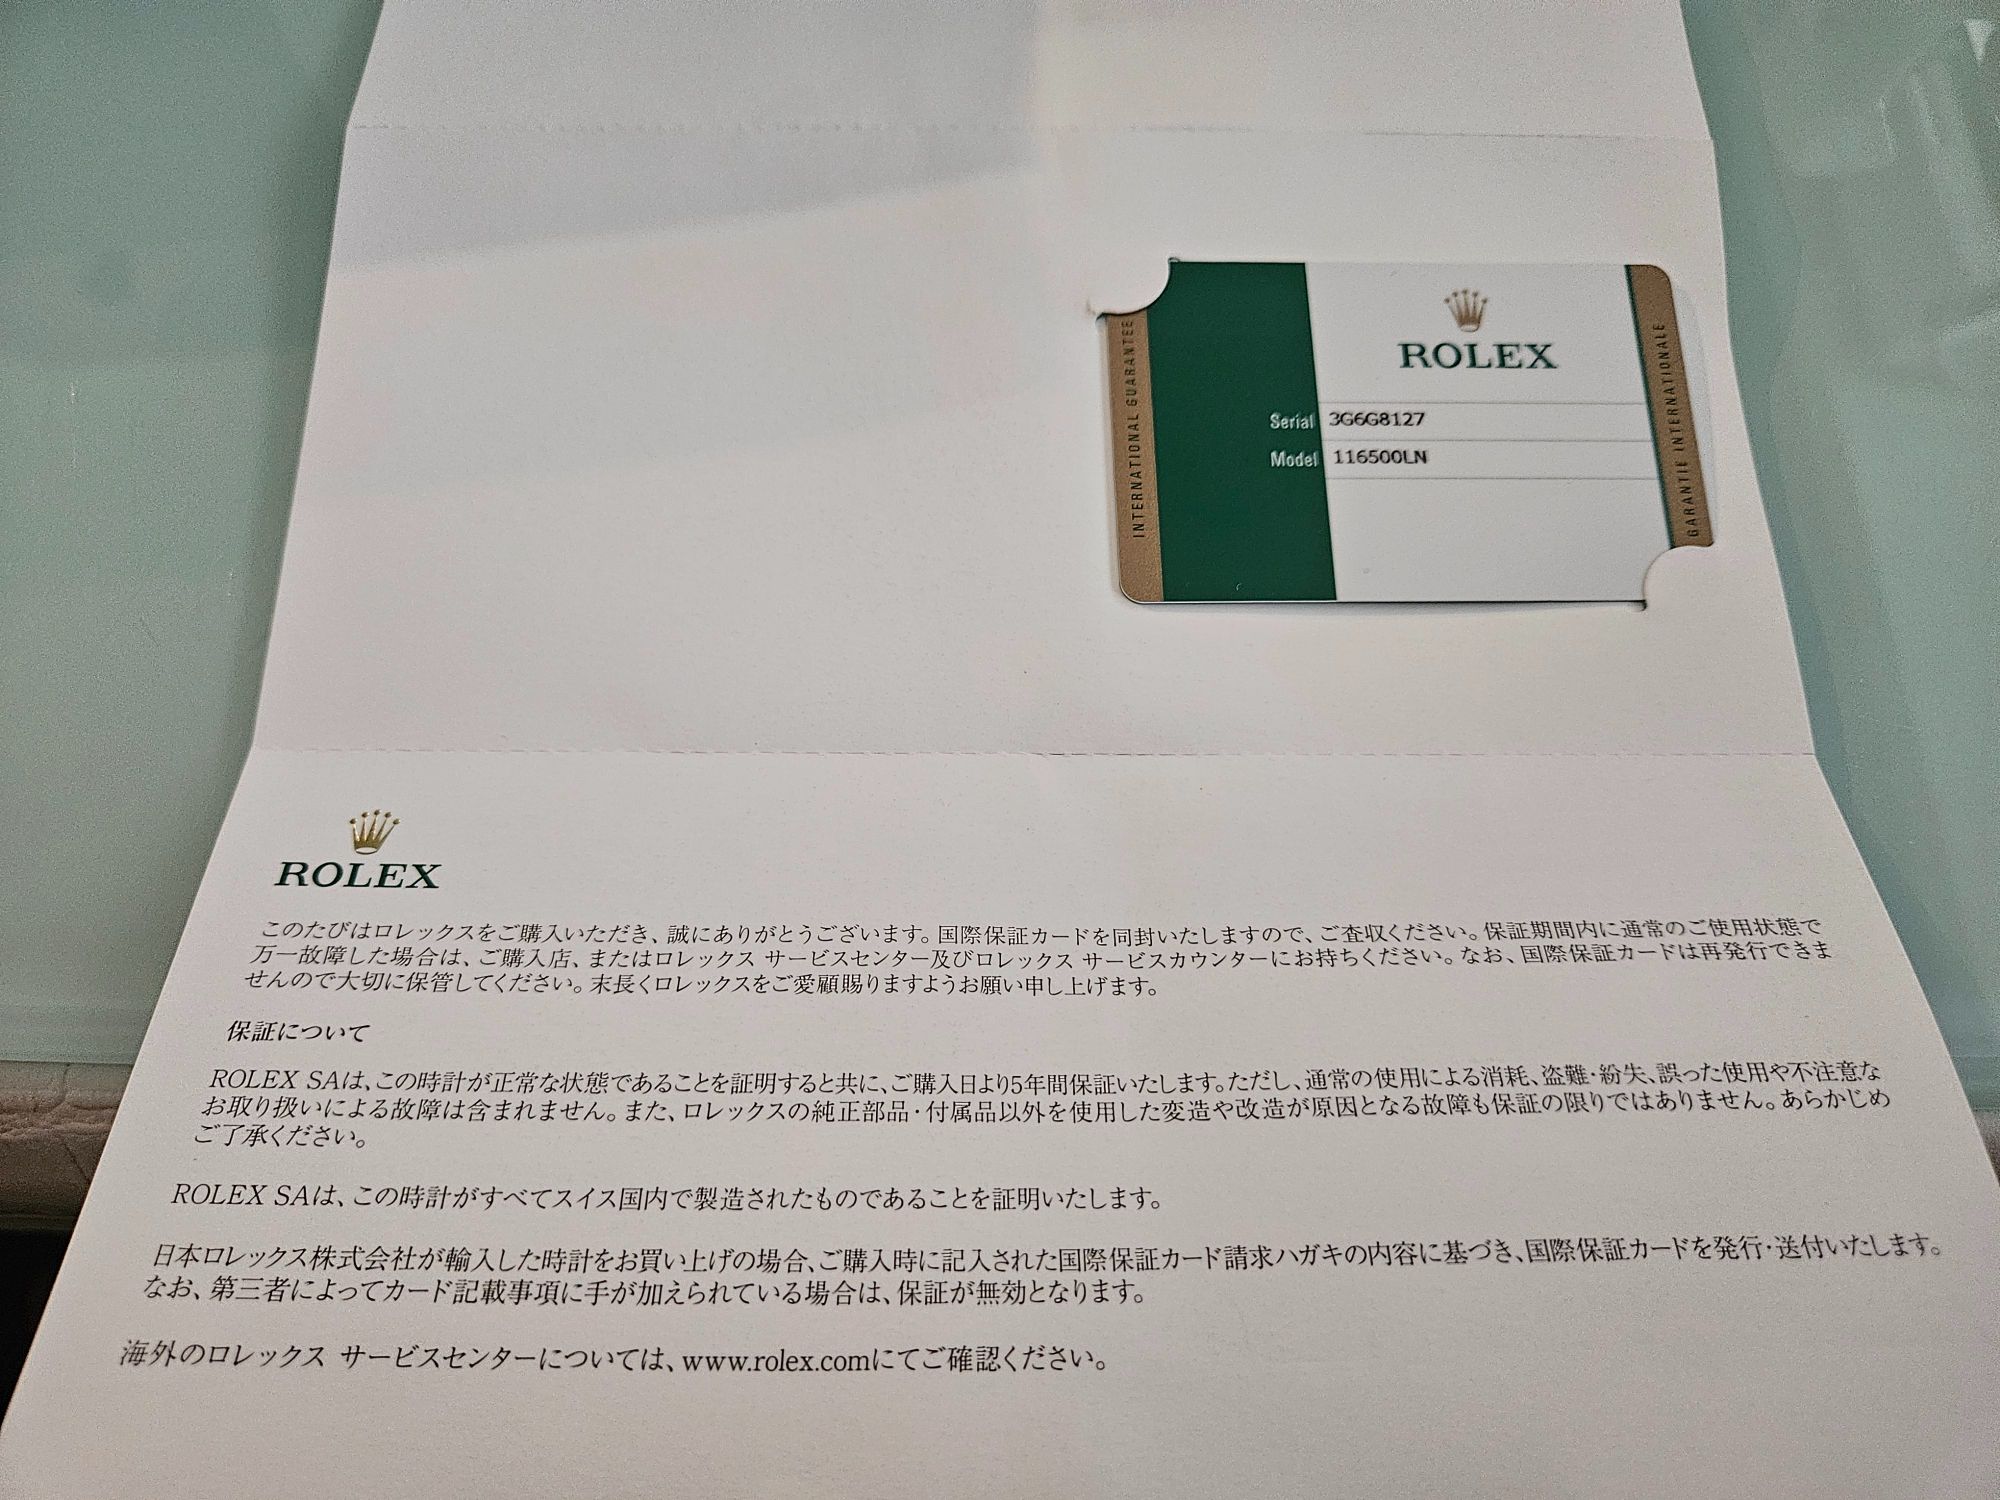 INTERNATIONAL GUARANTEE
ROLEX
Serial 3G6G8127
Model 116500LN
GARANTIE INTERNATIONALE
ROLEX
このたびはロレックスをご購入いただき、誠にありがとうございます。国際保証カードを同封いたしますので、ご査収ください。保証期間内に通常のご使用状態で
万一故障した場合は、ご購入店、またはロレックス サービスセンター及びロレックス サービスカウンターにお持ちください。なお、国際保証カードは再発行できま
せんので大切に保管してください。末長くロレックスをご愛顧賜りますようお願い申し上げます。
保証について
ROLEX SAは、この時計が正常な状態であることを証明すると共に、ご購入日より5年間保証いたします。ただし、通常の使用による消耗、盗難・紛失、誤った使用や不注意な
お取り扱いによる故障は含まれません。また、ロレックスの純正部品・付属品以外を使用した変造や改造が原因となる故障も保証の限りではありません。あらかじめ
ご了承ください。
ROLEX SAは、この時計がすべてスイス国内で製造されたものであることを証明いたします。
日本ロレックス株式会社が輸入した時計をお買い上げの場合、ご購入時に記入された国際保証カード請求ハガキの内容に基づき、国際保証カードを発行・送付いたします。
なお、第三者によってカード記載事項に手が加えられている場合は、保証が無効となります。
海外のロレックス サービスセンターについては、www.rolex.comにてご確認ください。